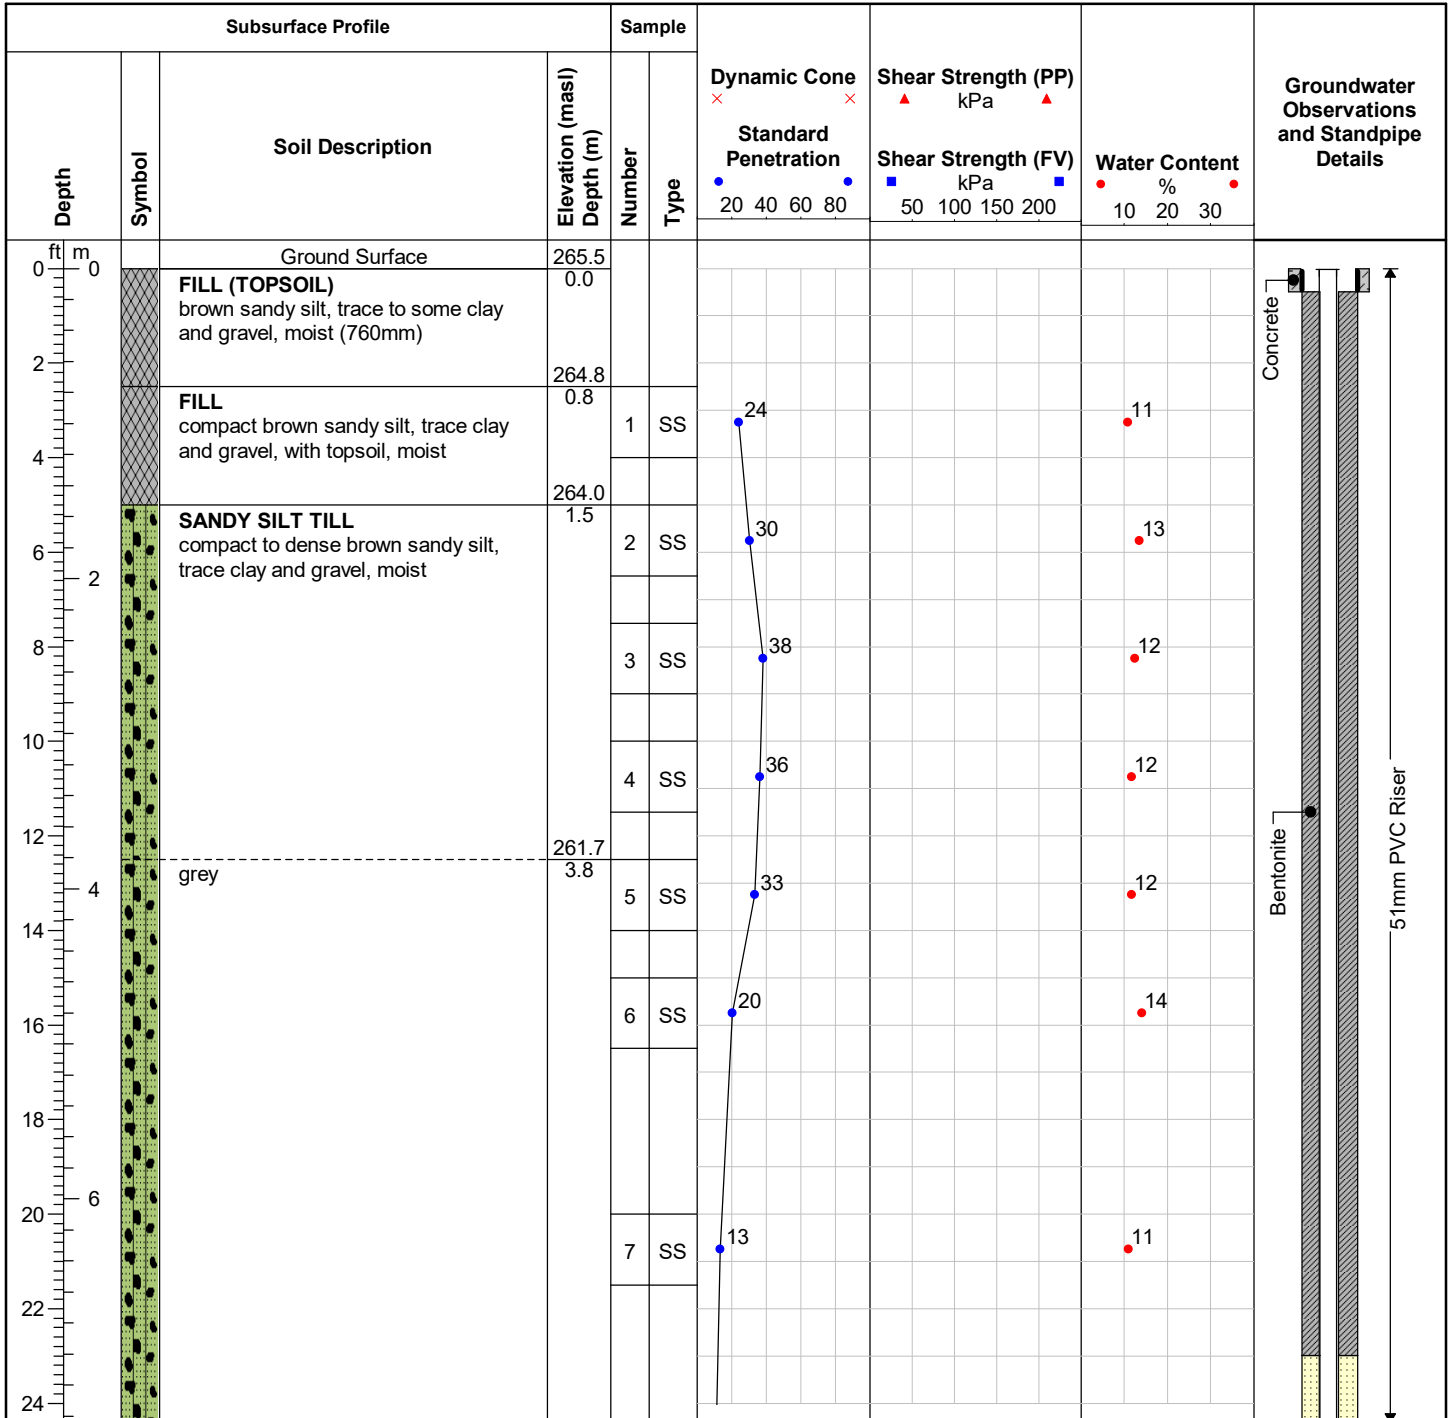 Subsurface Profile
Sample
Depth
Symbol
Soil Description
Elevation (masl)
Depth (m)
Number
Type
Dynamic Cone
Standard
Penetration
20 40 60 80
Shear Strength (PP)
kPa
Shear Strength (FV)
kPa
50 100 150 200
Water Content
%
10 20 30
Groundwater
Observations
and Standpipe
Details
ft m
Ground Surface
265.5
0 0
0.0
FILL (TOPSOIL)
brown sandy silt, trace to some clay
and gravel, moist (760mm)
Concrete
2
264.8
0.8
FILL
compact brown sandy silt, trace clay
and gravel, with topsoil, moist
1 SS
24
11
4
264.0
1.5
SANDY SILT TILL
compact to dense brown sandy silt,
trace clay and gravel, moist
2 SS
30
13
6
2
8
3 SS
38
12
10
4 SS
36
12
51mm PVC Riser
Bentonite
12
261.7
3.8
grey
4
5 SS
33
12
14
6 SS
20
14
16
18
6
20
7 SS
13
11
22
24